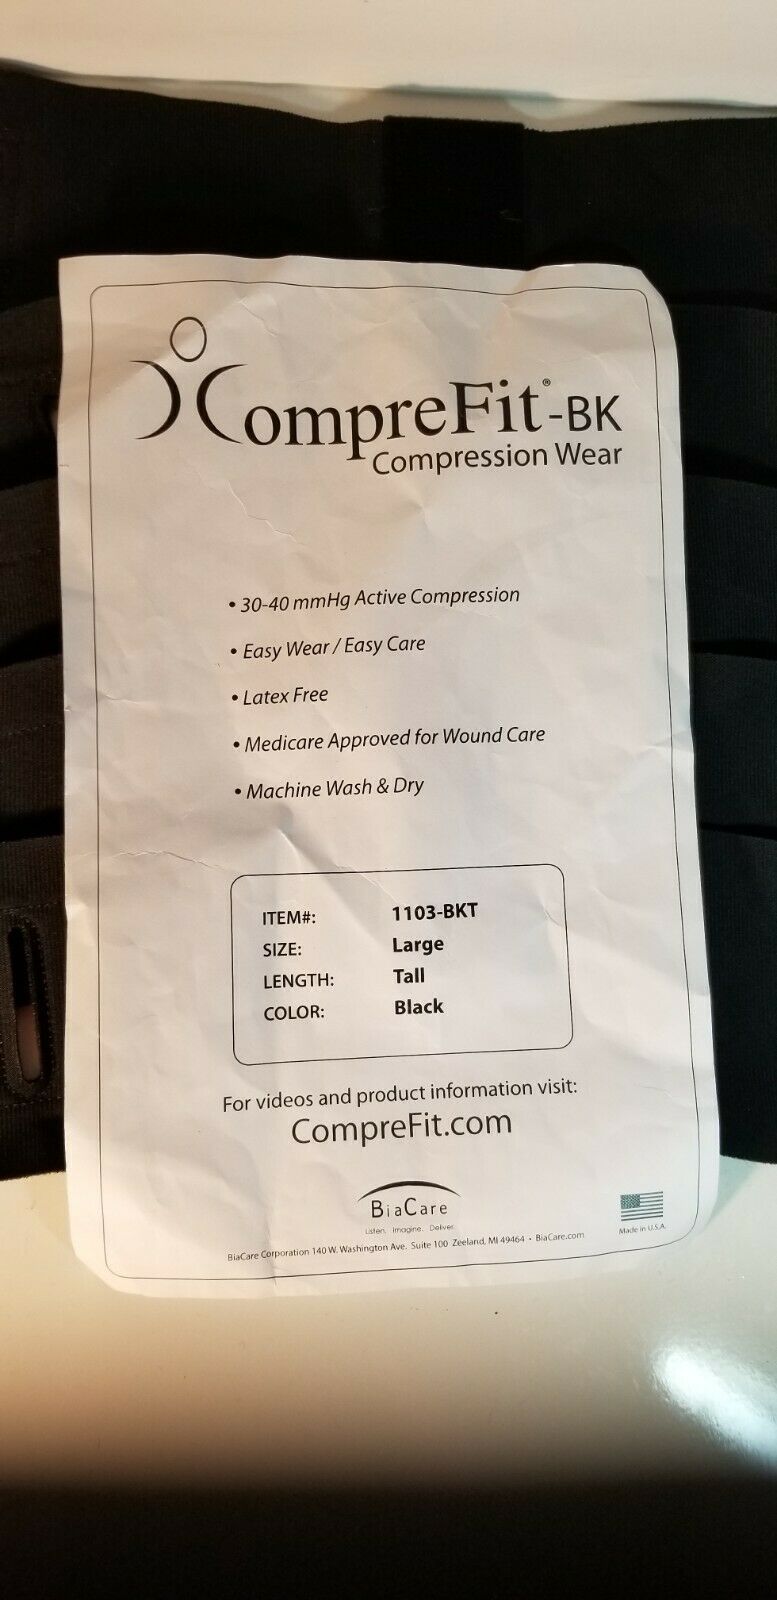 CompreFit®-BK
Compression Wear
• 30-40 mmHg Active Compression
• Easy Wear / Easy Care
• Latex Free
• Medicare Approved for Wound Care
• Machine Wash & Dry
ITEM#: 1103-BKT
SIZE: Large
LENGTH: Tall
COLOR: Black
For videos and product information visit:
CompreFit.com
BiaCare
Listen. Imagine. Deliver.
BiaCare Corporation 140 W. Washington Ave. Suite 100 Zeeland, MI 49464 • BiaCare.com
Made in U.S.A.